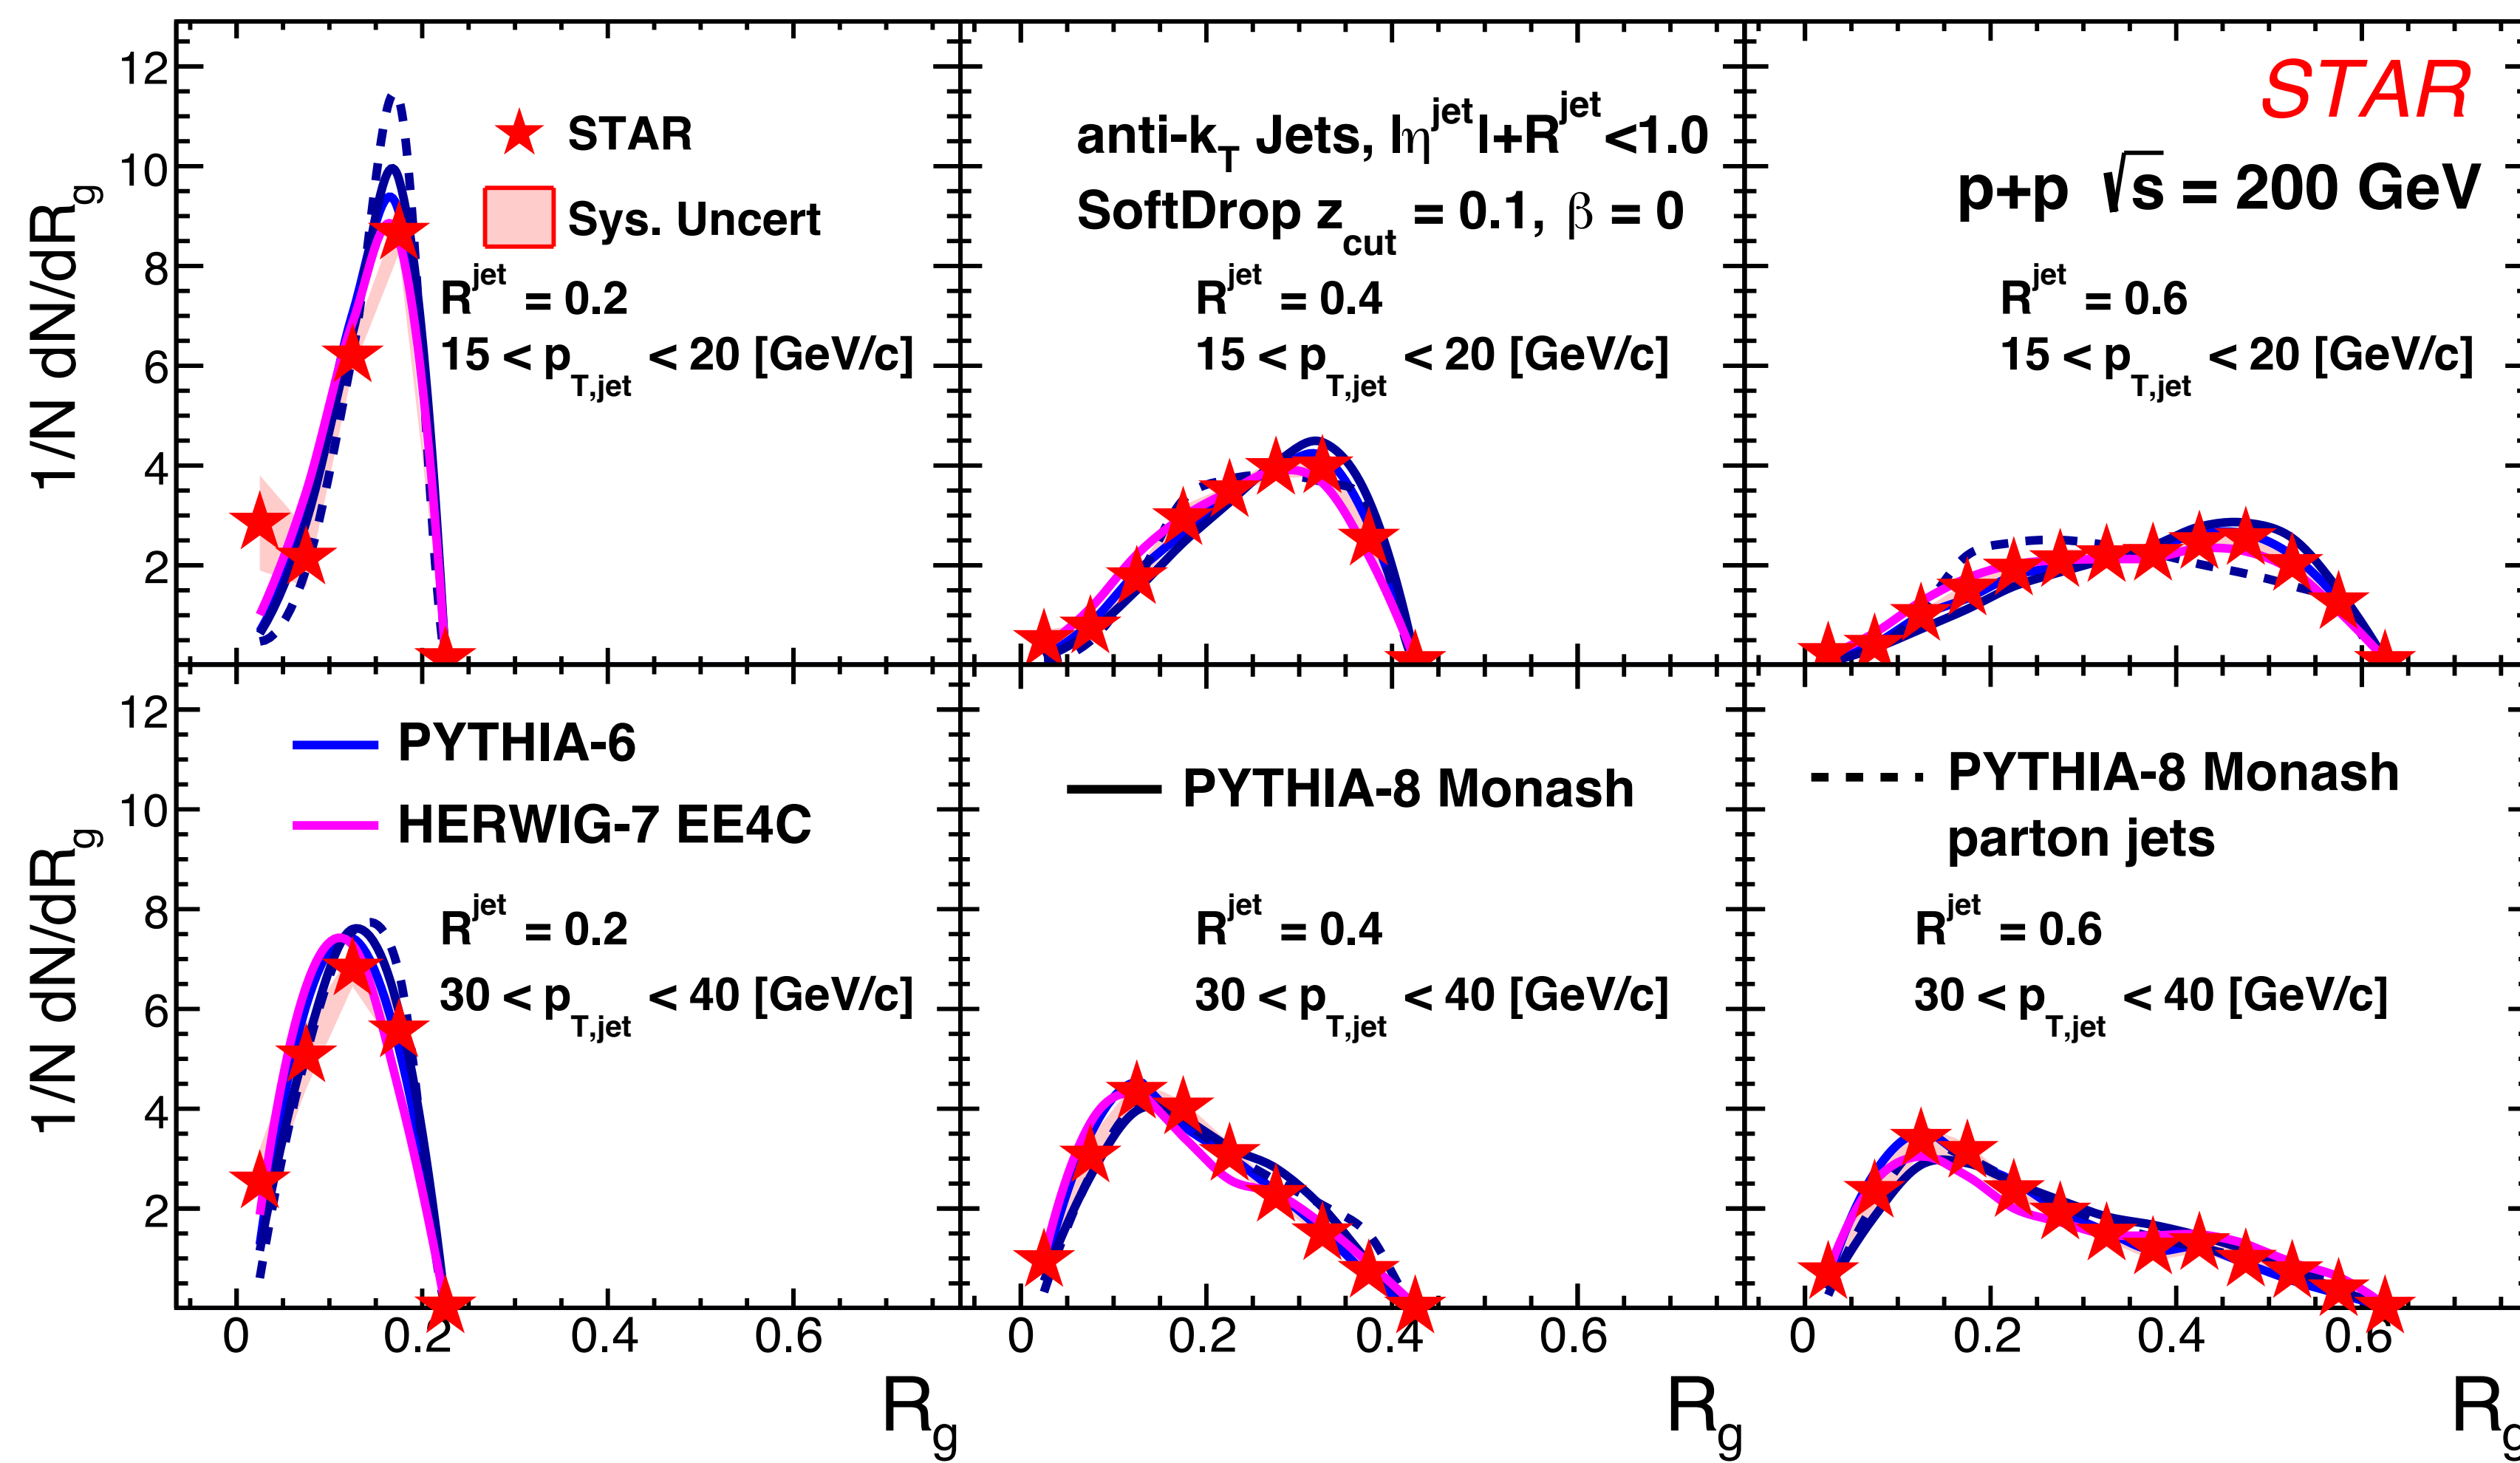 1/N dN/dRg
12
10
8
6
4
2
STAR
Sys. Uncert
R^jet = 0.2
15 < p_T,jet < 20 [GeV/c]
anti-k_T Jets, |η^jet|+R^jet<1.0
SoftDrop z_cut = 0.1, β = 0
R^jet = 0.4
15 < p_T,jet < 20 [GeV/c]
STAR
p+p √s = 200 GeV
R^jet = 0.6
15 < p_T,jet < 20 [GeV/c]
1/N dN/dRg
12
10
8
6
4
2
PYTHIA-6
HERWIG-7 EE4C
R^jet = 0.2
30 < p_T,jet < 40 [GeV/c]
PYTHIA-8 Monash
R^jet = 0.4
30 < p_T,jet < 40 [GeV/c]
PYTHIA-8 Monash
parton jets
R^jet = 0.6
30 < p_T,jet < 40 [GeV/c]
0 0.2 0.4 0.6 0 0.2 0.4 0.6 0 0.2 0.4 0.6
Rg Rg Rg